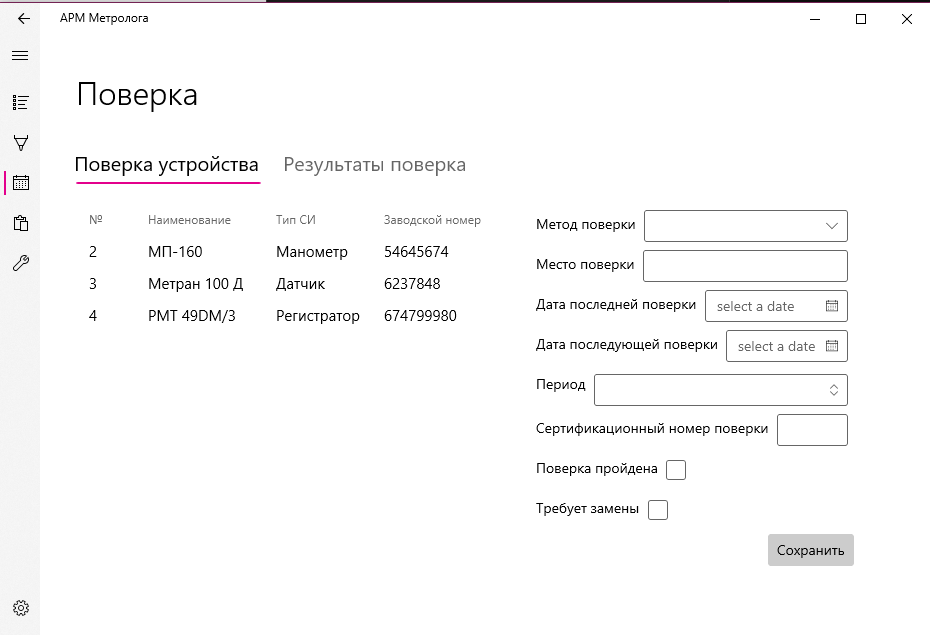 АРМ Метролога
Поверка
Поверка устройства Результаты поверка
№ Наименование Тип СИ Заводской номер
2 МП-160 Манометр 54645674
3 Метран 100 Д Датчик 6237848
4 РМТ 49DM/3 Регистратор 674799980
Метод поверки
Место поверки
Дата последней поверки select a date
Дата последующей поверки select a date
Период
Сертификационный номер поверки
Поверка пройдена
Требует замены
Сохранить